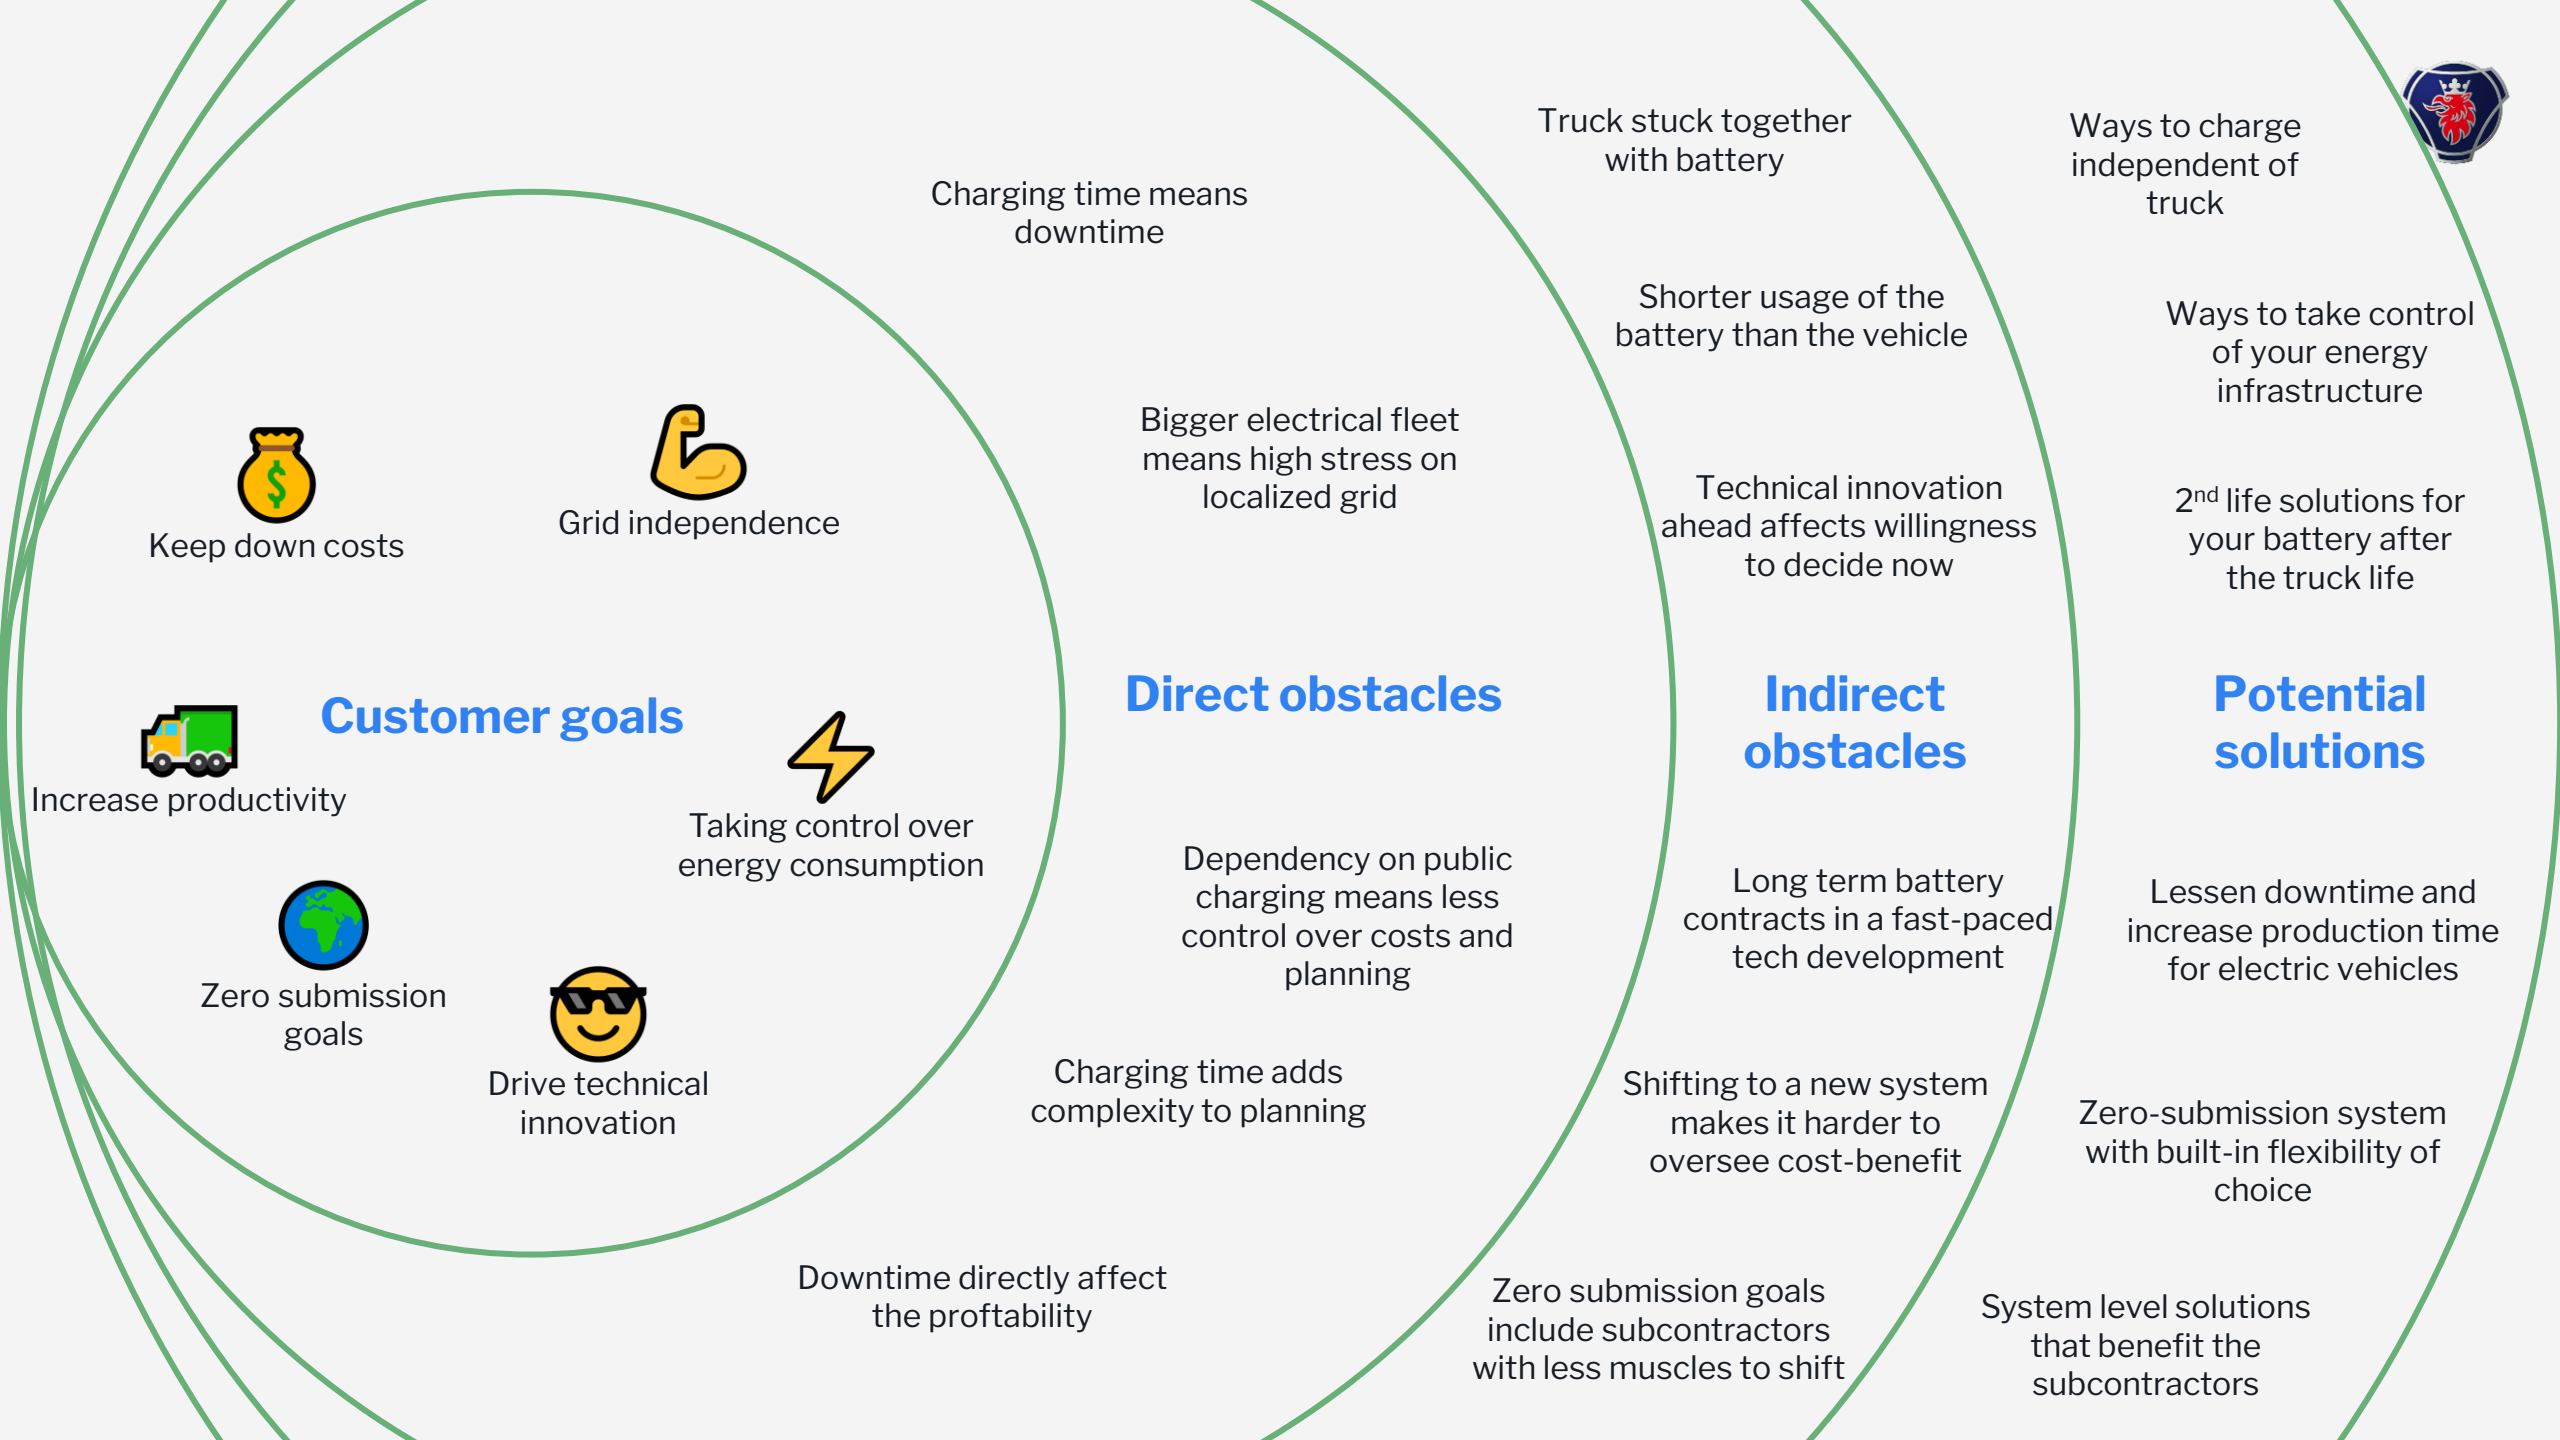 Keep down costs
Grid independence
Customer goals
Increase productivity
Taking control over
energy consumption
Zero submission
goals
Drive technical
innovation
Charging time means
downtime
Bigger electrical fleet
means high stress on
localized grid
Direct obstacles
Dependency on public
charging means less
control over costs and
planning
Charging time adds
complexity to planning
Downtime directly affect
the proftability
Truck stuck together
with battery
Shorter usage of the
battery than the vehicle
Technical innovation
ahead affects willingness
to decide now
Indirect
obstacles
Long term battery
contracts in a fast-paced
tech development
Shifting to a new system
makes it harder to
oversee cost-benefit
Zero submission goals
include subcontractors
with less muscles to shift
Ways to charge
independent of
truck
Ways to take control
of your energy
infrastructure
2nd life solutions for
your battery after
the truck life
Potential
solutions
Lessen downtime and
increase production time
for electric vehicles
Zero-submission system
with built-in flexibility of
choice
System level solutions
that benefit the
subcontractors